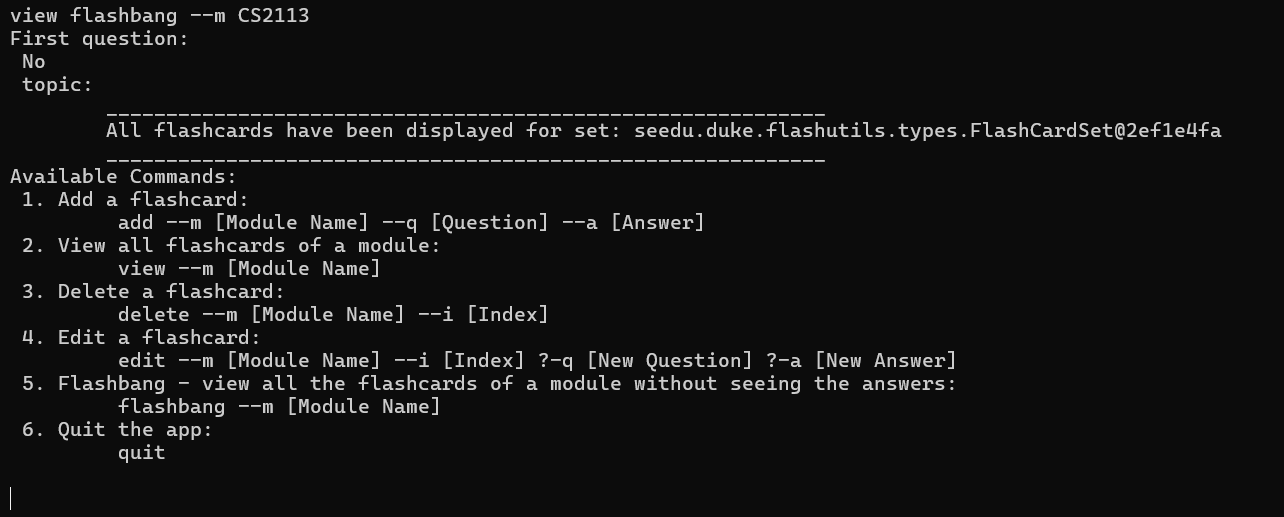 view flashbang --m CS2113
First question:
 No
 topic:
        ____________________________________________________________
        All flashcards have been displayed for set: seedu.duke.flashutils.types.FlashCardSet@2ef1e4fa
        ____________________________________________________________
Available Commands:
 1. Add a flashcard:
         add --m [Module Name] --q [Question] --a [Answer]
 2. View all flashcards of a module:
         view --m [Module Name]
 3. Delete a flashcard:
         delete --m [Module Name] --i [Index]
 4. Edit a flashcard:
         edit --m [Module Name] --i [Index] ?-q [New Question] ?-a [New Answer]
 5. Flashbang - view all the flashcards of a module without seeing the answers:
         flashbang --m [Module Name]
 6. Quit the app:
         quit